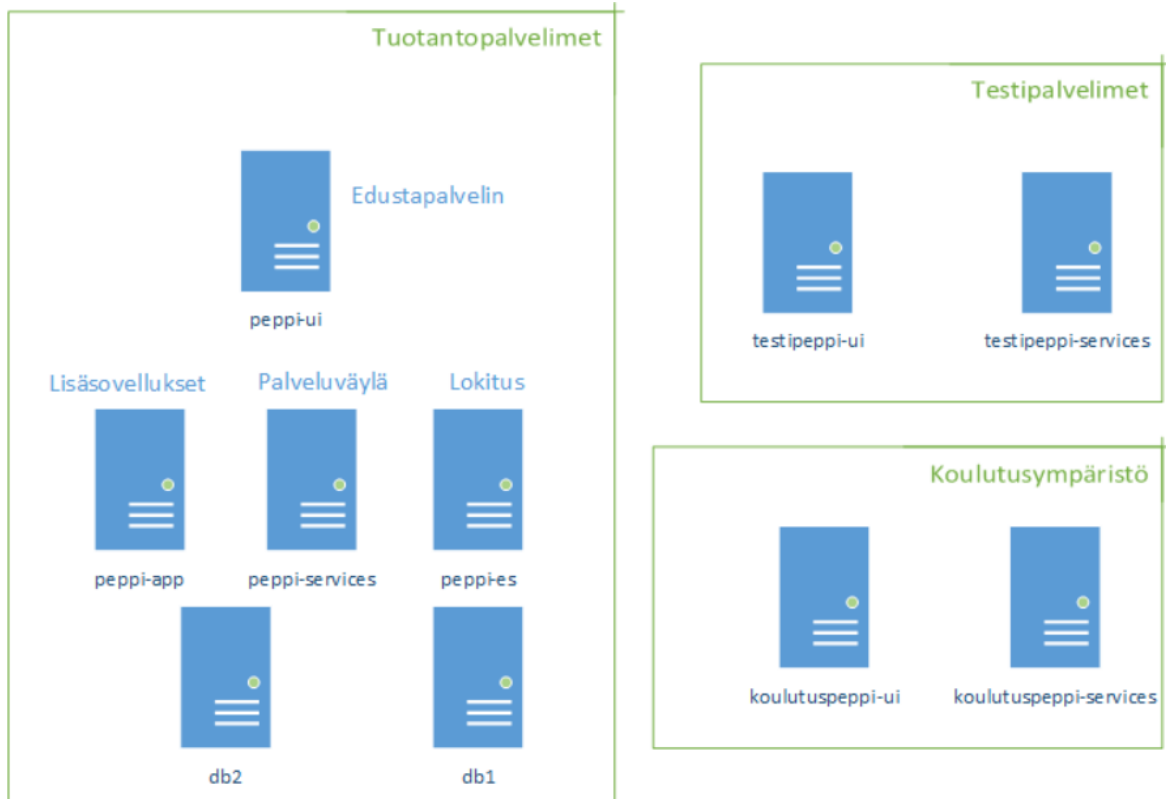 Tuotantopalvelimet
Edustapalvelin
peppi-ui
Lisäsovellukset
Palveluväylä
Lokitus
peppi-app
peppi-services
peppi-es
db2
db1
Testipalvelimet
testipeppi-ui
testipeppi-services
Koulutusympäristö
koulutuspeppi-ui
koulutuspeppi-services